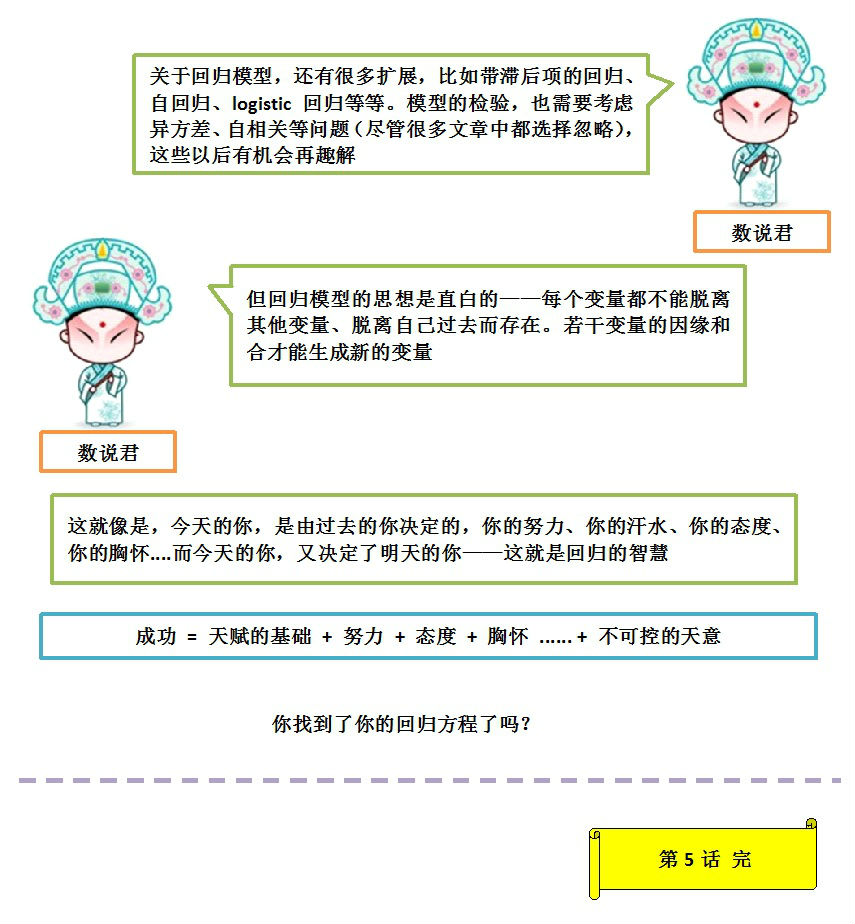 关于回归模型，还有很多扩展，比如带滞后项的回归、
自回归、logistic 回归等等。模型的检验，也需要考虑
异方差、自相关等问题（尽管很多文章中都选择忽略），
这些以后有机会再趣解
数说君
但回归模型的思想是直白的——每个变量都不能脱离
其他变量、脱离自己过去而存在。若干变量的因缘和
合才能生成新的变量
数说君
这就像是，今天的你，是由过去的你决定的，你的努力、你的汗水、你的态度、
你的胸怀....而今天的你，又决定了明天的你——这就是回归的智慧
成功 = 天赋的基础 + 努力 + 态度 + 胸怀 ...... + 不可控的天意
你找到了你的回归方程了吗？
第 5 话 完